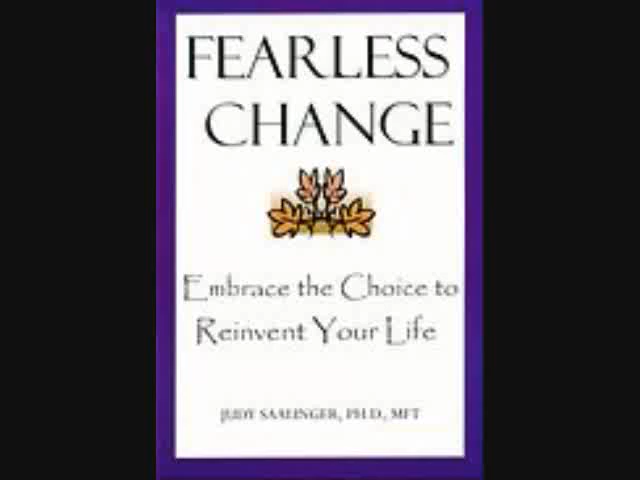 FEARLESS
CHANGE
Embrace the Choice to
Reinvent Your Life
JUDY SAALINGER, PH.D., MFT